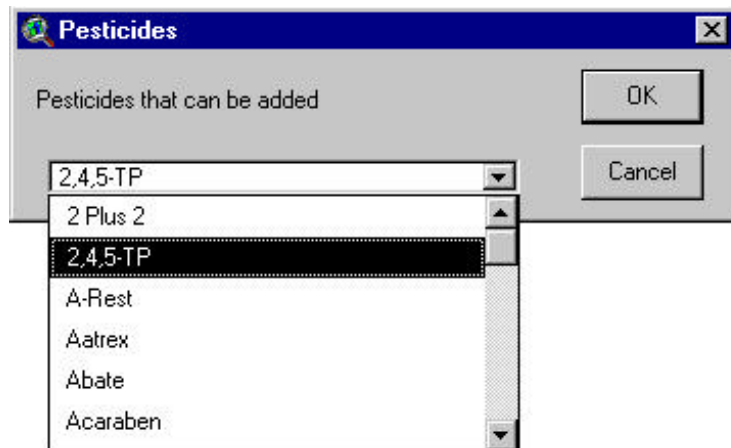 Pesticides
Pesticides that can be added
OK
2,4,5-TP
Cancel
2 Plus 2
2,4,5-TP
A-Rest
Aatrex
Abate
Acaraben